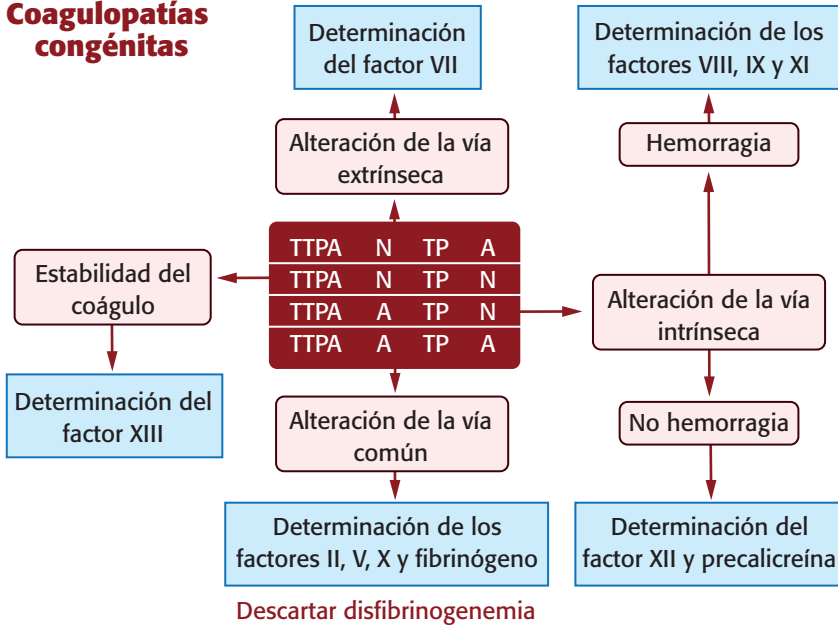 Coagulopatías
congénitas
Determinación
del factor VII
Determinación de los
factores VIII, IX y XI
Alteración de la vía
extrínseca
Hemorragia
TTPA N TP A
TTPA N TP N
TTPA A TP N
TTPA A TP A
Estabilidad del
coágulo
Alteración de la vía
intrínseca
Determinación del
factor XIII
Alteración de la vía
común
No hemorragia
Determinación de los
factores II, V, X y fibrinógeno
Determinación del
factor XII y precalicreína
Descartar disfibrinogenemia